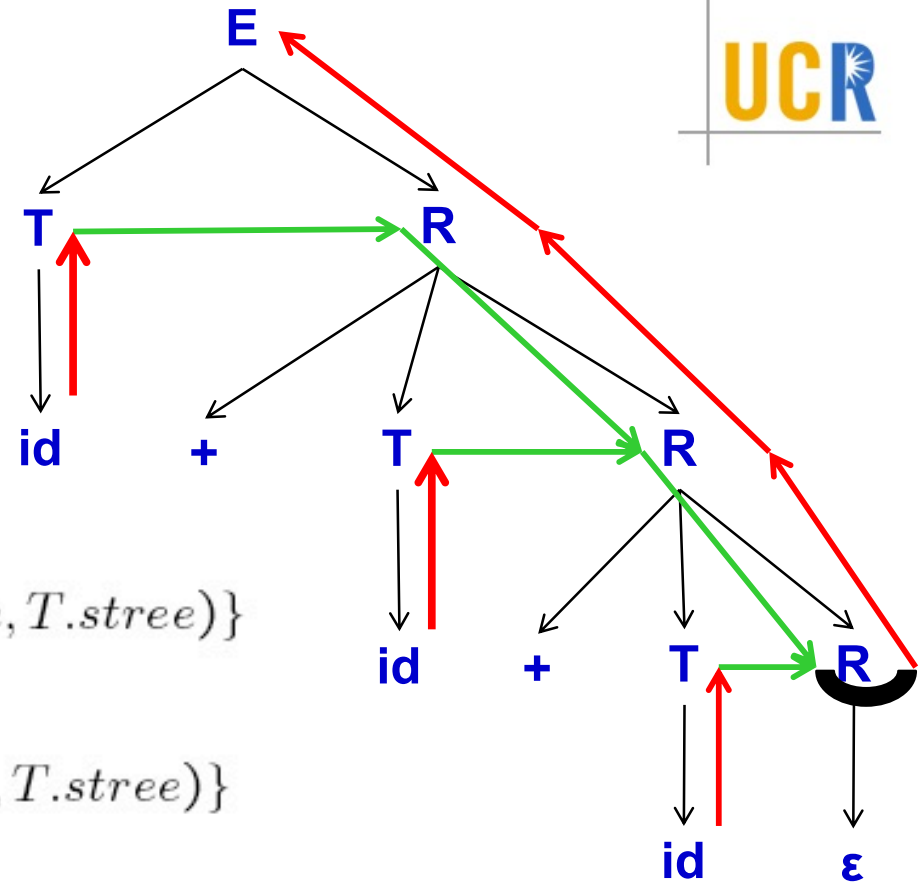 E
UCR
T R
id + T R
, T.stree)}
id + T R
, T.stree)}
id ε